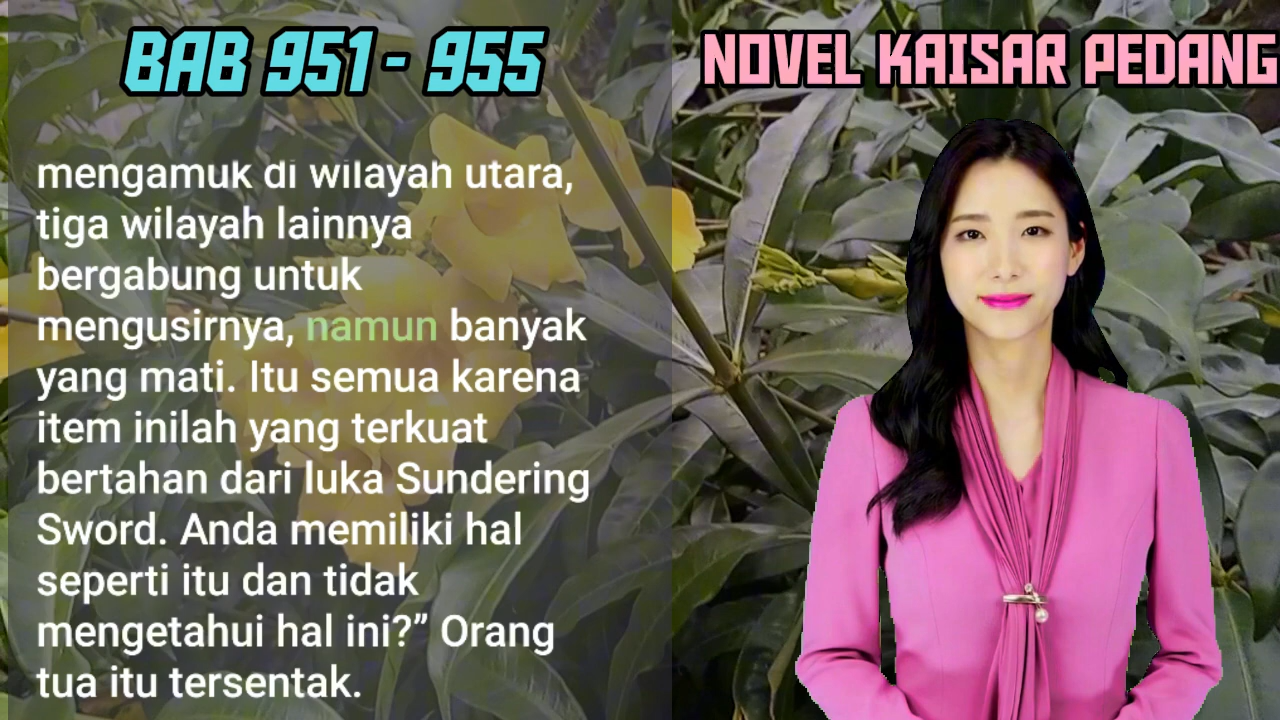 BAB 951 - 955
NOVEL KAISAR PEDANG
mengamuk di wilayah utara,
tiga wilayah lainnya
bergabung untuk
mengusirnya, namun banyak
yang mati. Itu semua karena
item inilah yang terkuat
bertahan dari luka Sundering
Sword. Anda memiliki hal
seperti itu dan tidak
mengetahui hal ini?” Orang
tua itu tersentak.